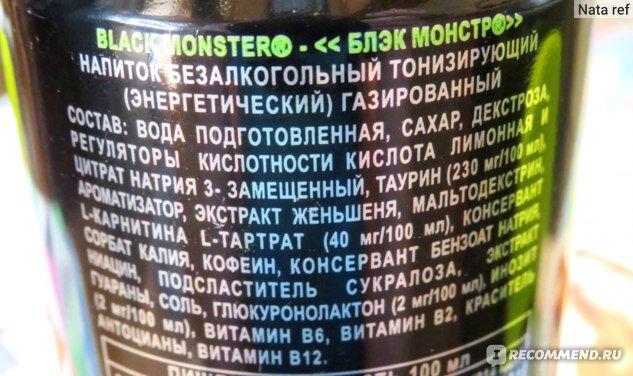 Nata ref
BLACK MONSTER® - << БЛЭК МОНСТР®>>
НАПИТОК БЕЗАЛКОГОЛЬНЫЙ ТОНИЗИРУЮЩИЙ
(ЭНЕРГЕТИЧЕСКИЙ) ГАЗИРОВАННЫЙ
СОСТАВ: ВОДА ПОДГОТОВЛЕННАЯ, САХАР, ДЕКСТРОЗА,
РЕГУЛЯТОРЫ КИСЛОТНОСТИ КИСЛОТА ЛИМОННАЯ И
ЦИТРАТ НАТРИЯ 3- ЗАМЕЩЕННЫЙ, ТАУРИН (230 мг/100 мл),
АРОМАТИЗАТОР, ЭКСТРАКТ ЖЕНЬШЕНЯ, МАЛЬТОДЕКСТРИН,
L-КАРНИТИНА L-ТАРТРАТ (40 мг/100 мл), КОНСЕРВАНТ
СОРБАТ КАЛИЯ, КОФЕИН, КОНСЕРВАНТ БЕНЗОАТ НАТРИЯ,
НИАЦИН, ПОДСЛАСТИТЕЛЬ СУКРАЛОЗА, ЭКСТРАКТ
ГУАРАНЫ, СОЛЬ, ГЛЮКУРОНОЛАКТОН (2 мг/100 мл), ИНОЗИТ
(2 мг/100 мл), ВИТАМИН В6, ВИТАМИН В2, КРАСИТЕЛЬ
АНТОЦИАНЫ, ВИТАМИН В12.
100 мл
IRECOMMEND.RU